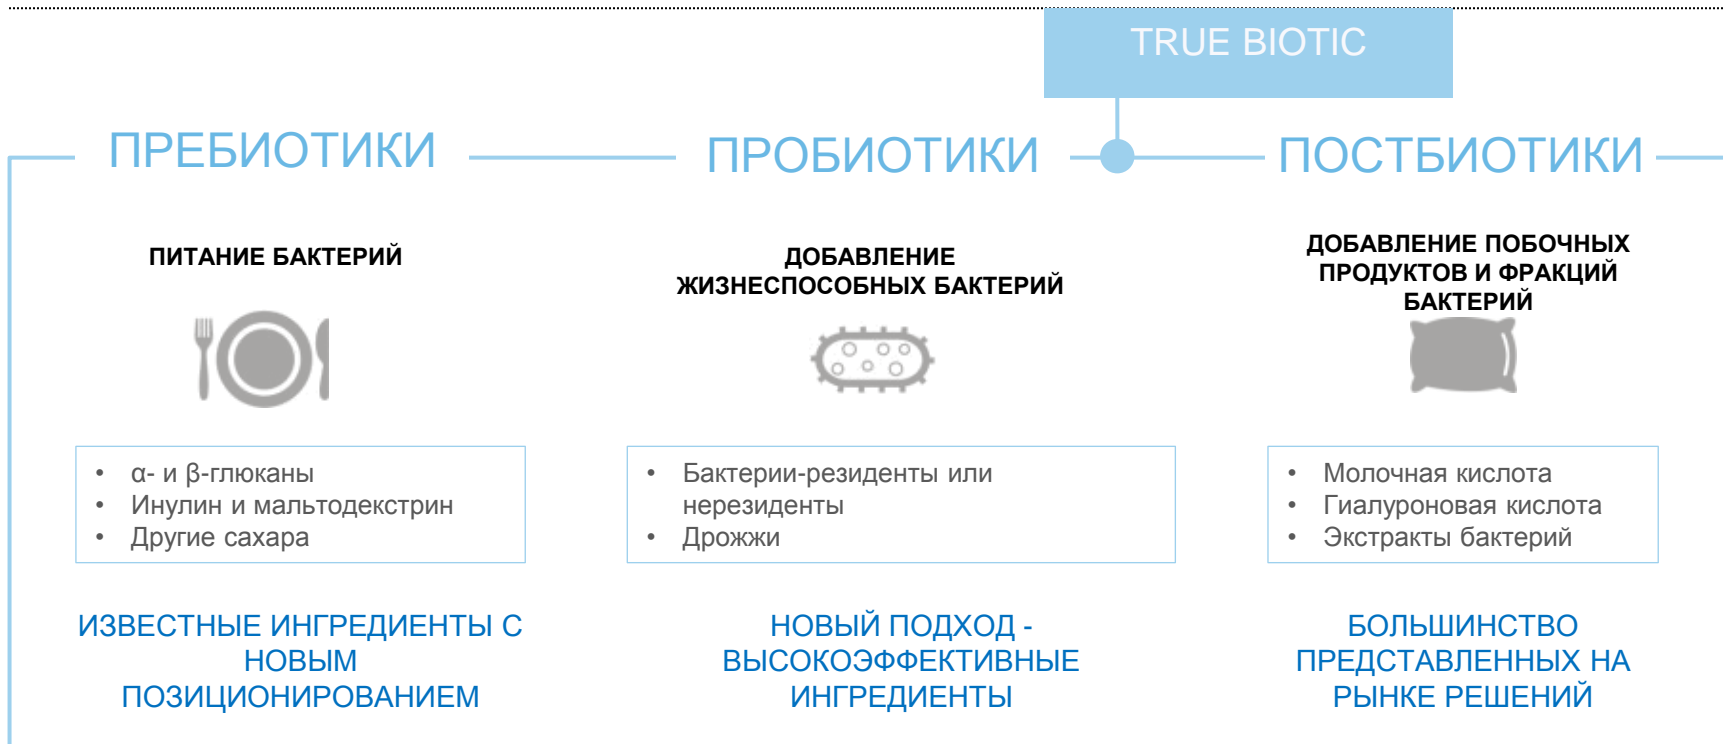 TRUE BIOTIC
ПРЕБИОТИКИ
ПРОБИОТИКИ
ПОСТБИОТИКИ
ПИТАНИЕ БАКТЕРИЙ
ДОБАВЛЕНИЕ
ЖИЗНЕСПОСОБНЫХ БАКТЕРИЙ
ДОБАВЛЕНИЕ ПОБОЧНЫХ
ПРОДУКТОВ И ФРАКЦИЙ
БАКТЕРИЙ
• α- и β-глюканы
• Инулин и мальтодекстрин
• Другие сахара
• Бактерии-резиденты или
нерезиденты
• Дрожжи
• Молочная кислота
• Гиалуроновая кислота
• Экстракты бактерий
ИЗВЕСТНЫЕ ИНГРЕДИЕНТЫ С
НОВЫМ
ПОЗИЦИОНИРОВАНИЕМ
НОВЫЙ ПОДХОД -
ВЫСОКОЭФФЕКТИВНЫЕ
ИНГРЕДИЕНТЫ
БОЛЬШИНСТВО
ПРЕДСТАВЛЕННЫХ НА
РЫНКЕ РЕШЕНИЙ